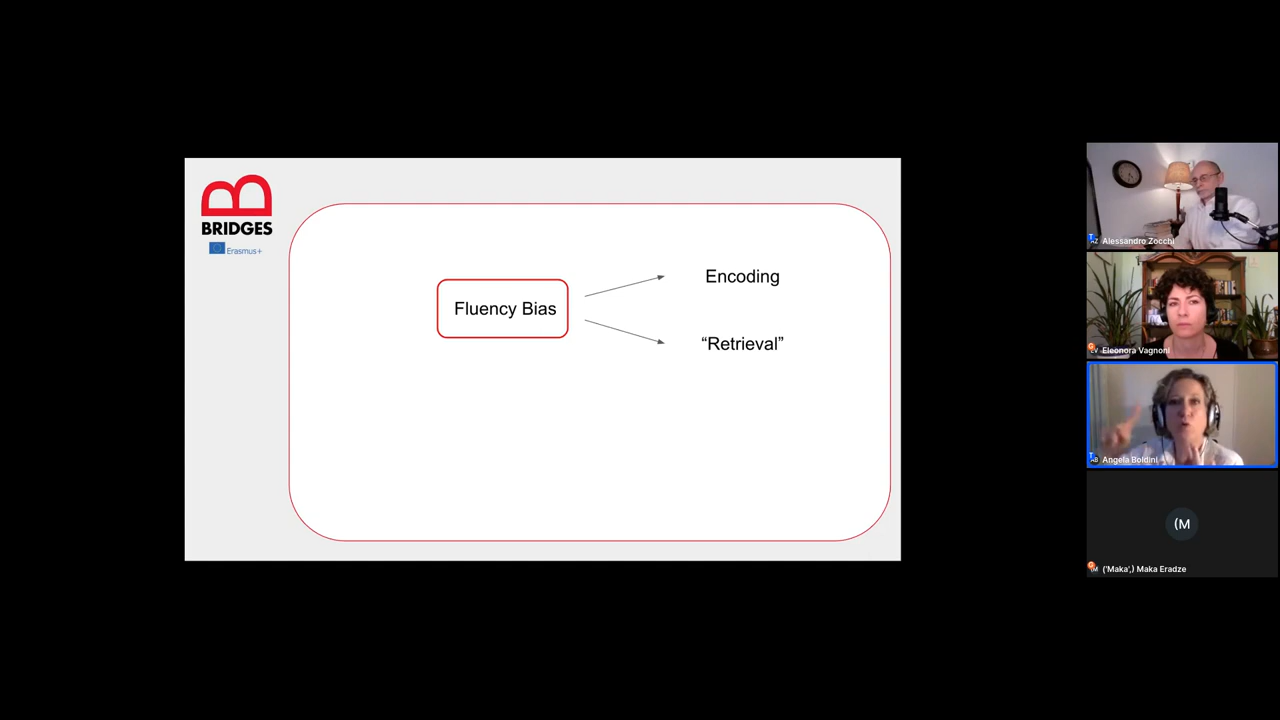 BRIDGES
Erasmus+
Fluency Bias
Encoding
“Retrieval”
Alessandro Zocchi
Eleonora Vagnoni
Angela Boldini
(M
('Maka',) Maka Eradze